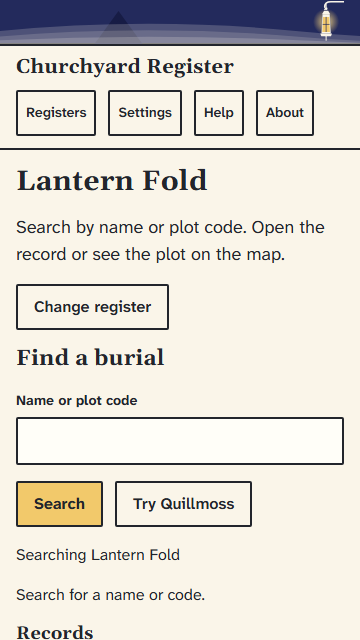 Churchyard Register
Registers
Settings
Help
About
Lantern Fold
Search by name or plot code. Open the
record or see the plot on the map.
Change register
Find a burial
Name or plot code
Search
Try Quillmoss
Searching Lantern Fold
Search for a name or code.
Records